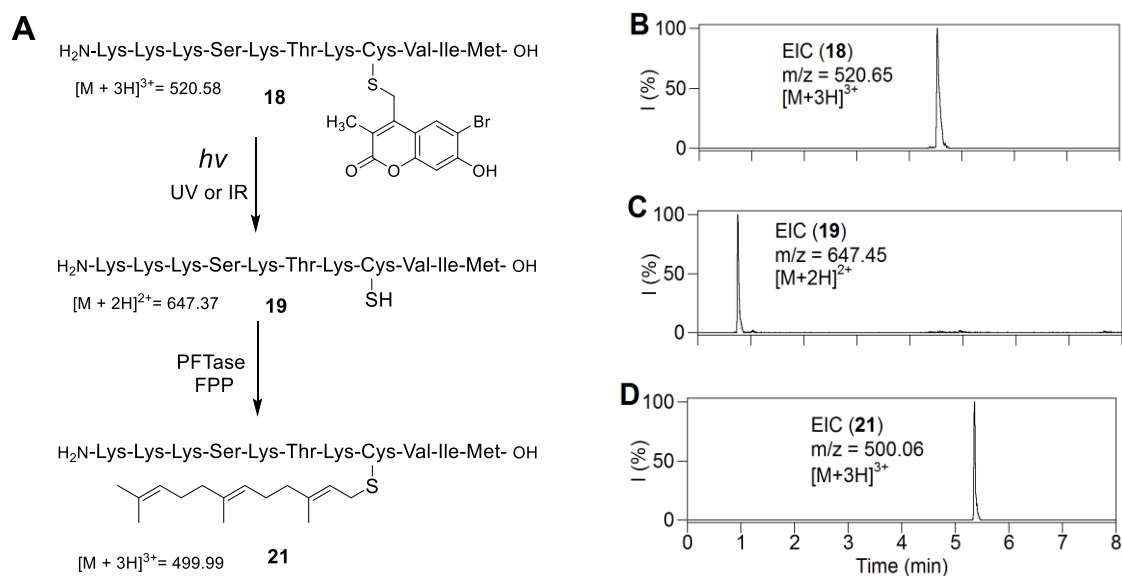 A
H₂N-Lys-Lys-Lys-Ser-Lys-Thr-Lys-Cys-Val-Ile-Met- OH
[M + 3H]³⁺= 520.58
18
S
H₃C
Br
O
O
OH
hv
UV or IR
H₂N-Lys-Lys-Lys-Ser-Lys-Thr-Lys-Cys-Val-Ile-Met- OH
[M + 2H]²⁺= 647.37
19
SH
PFTase
FPP
H₂N-Lys-Lys-Lys-Ser-Lys-Thr-Lys-Cys-Val-Ile-Met- OH
S
[M + 3H]³⁺= 499.99
21
B
100
50
0
I (%)
EIC (18)
m/z = 520.65
[M+3H]³⁺
C
100
50
0
I (%)
EIC (19)
m/z = 647.45
[M+2H]²⁺
D
100
50
0
I (%)
EIC (21)
m/z = 500.06
[M+3H]³⁺
0 1 2 3 4 5 6 7 8
Time (min)